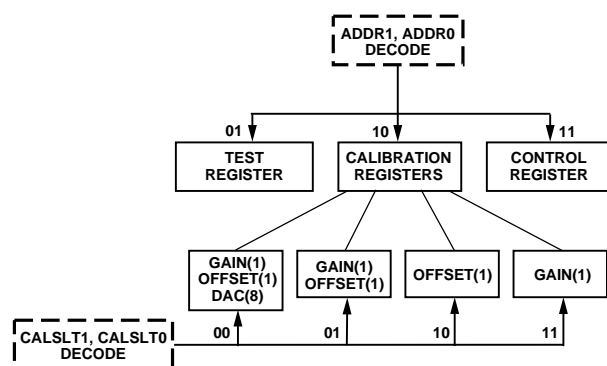 ADDR1, ADDR0
DECODE
01
10
11
TEST
REGISTER
CALIBRATION
REGISTERS
CONTROL
REGISTER
GAIN(1)
OFFSET(1)
DAC(8)
GAIN(1)
OFFSET(1)
OFFSET(1)
GAIN(1)
CALSLT1, CALSLT0
DECODE
00
01
10
11